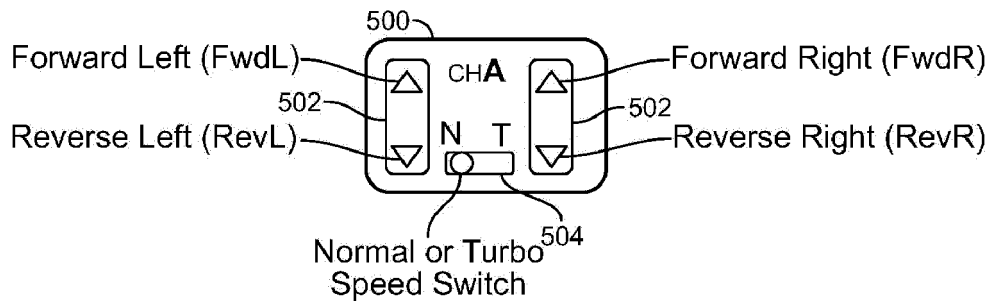 500
Forward Left (FwdL)
CHA
Forward Right (FwdR)
502
502
Reverse Left (RevL)
N T
Reverse Right (RevR)
504
Normal or Turbo
Speed Switch